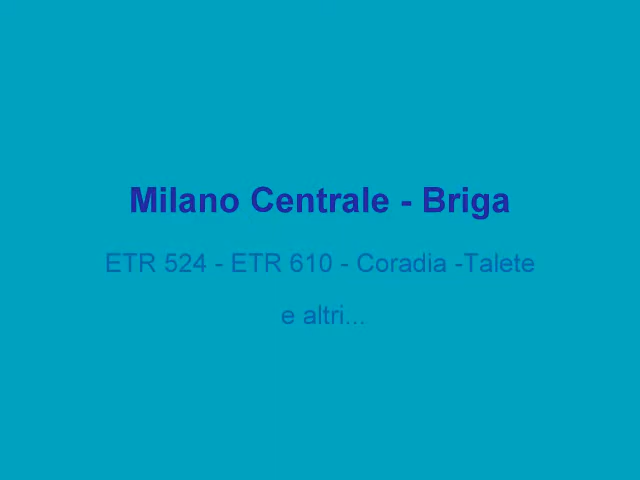 Milano Centrale - Briga
ETR 524 - ETR 610 - Coradia -Talete
e altri...